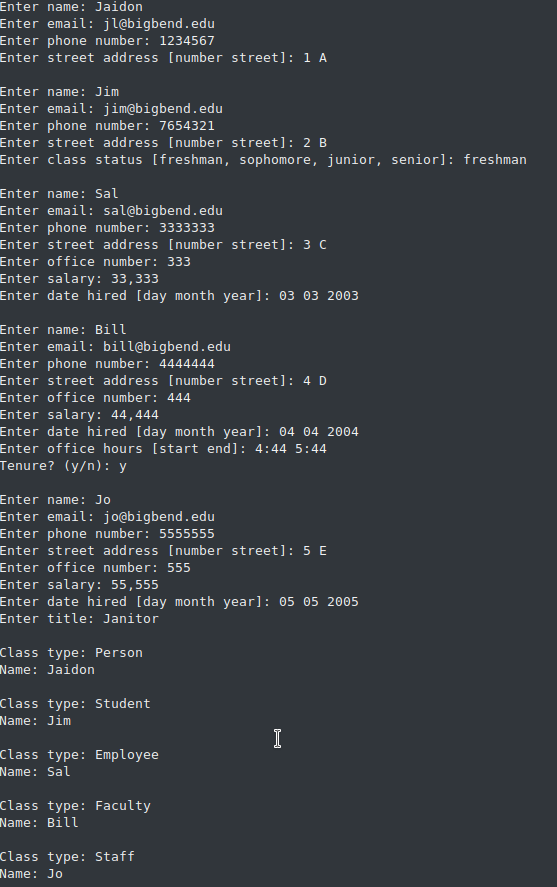 Enter name: Jaidon
Enter email: jl@bigbend.edu
Enter phone number: 1234567
Enter street address [number street]: 1 A
Enter name: Jim
Enter email: jim@bigbend.edu
Enter phone number: 7654321
Enter street address [number street]: 2 B
Enter class status [freshman, sophomore, junior, senior]: freshman
Enter name: Sal
Enter email: sal@bigbend.edu
Enter phone number: 3333333
Enter street address [number street]: 3 C
Enter office number: 333
Enter salary: 33,333
Enter date hired [day month year]: 03 03 2003
Enter name: Bill
Enter email: bill@bigbend.edu
Enter phone number: 4444444
Enter street address [number street]: 4 D
Enter office number: 444
Enter salary: 44,444
Enter date hired [day month year]: 04 04 2004
Enter office hours [start end]: 4:44 5:44
Tenure? (y/n): y
Enter name: Jo
Enter email: jo@bigbend.edu
Enter phone number: 5555555
Enter street address [number street]: 5 E
Enter office number: 555
Enter salary: 55,555
Enter date hired [day month year]: 05 05 2005
Enter title: Janitor
Class type: Person
Name: Jaidon
Class type: Student
Name: Jim
Class type: Employee
Name: Sal
Class type: Faculty
Name: Bill
Class type: Staff
Name: Jo